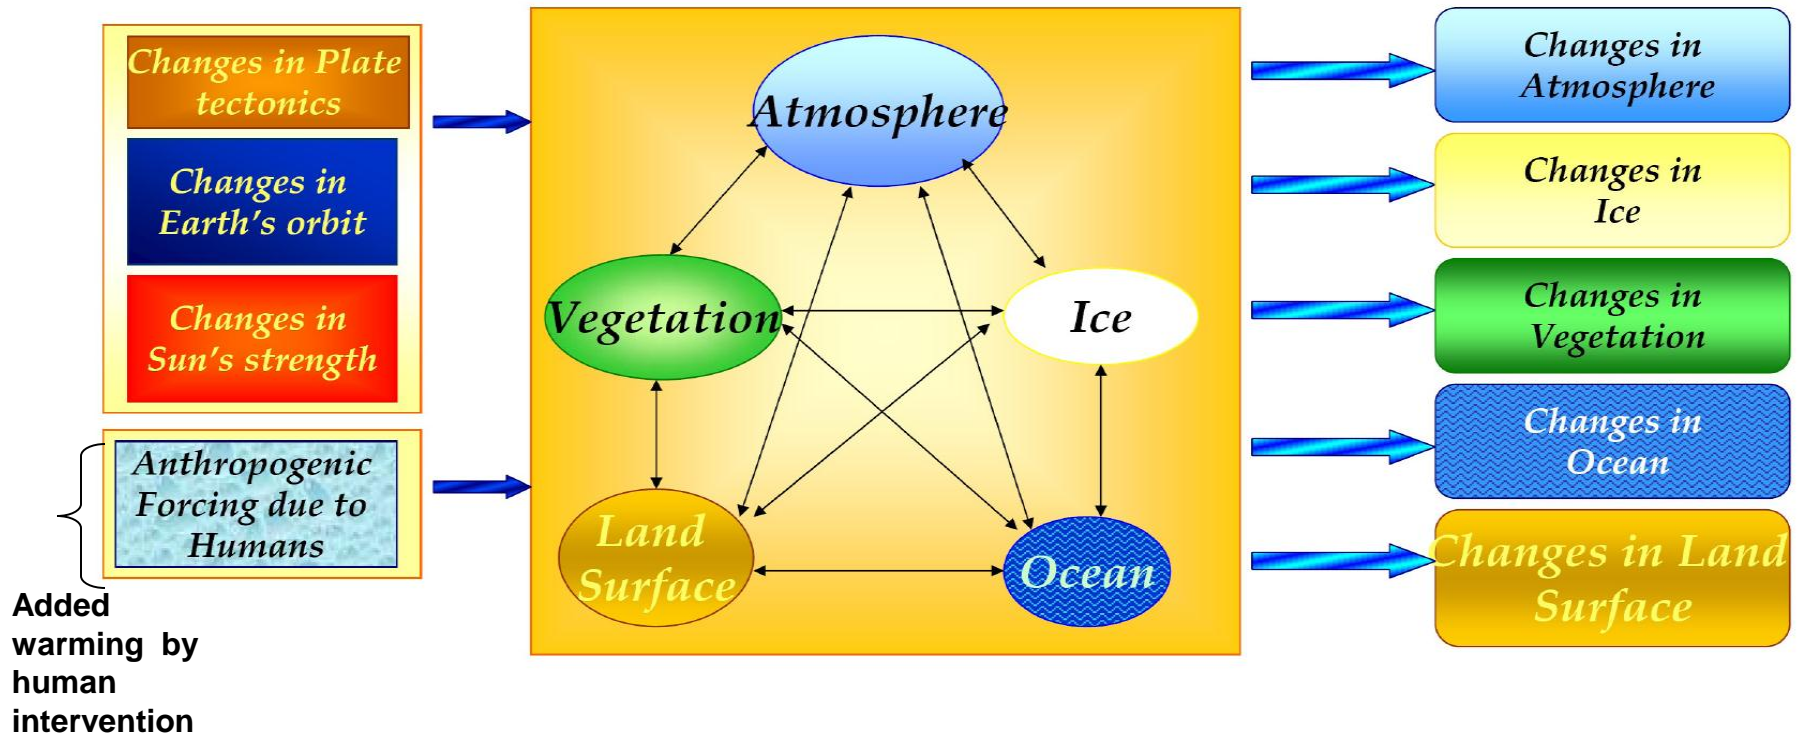 Changes in Plate
tectonics
Changes in
Earth's orbit
Changes in
Sun's strength
Anthropogenic
Forcing due to
Humans
Added
warming by
human
intervention
Atmosphere
Vegetation
Ice
Land
Surface
Ocean
Changes in
Atmosphere
Changes in
Ice
Changes in
Vegetation
Changes in
Ocean
Changes in Land
Surface